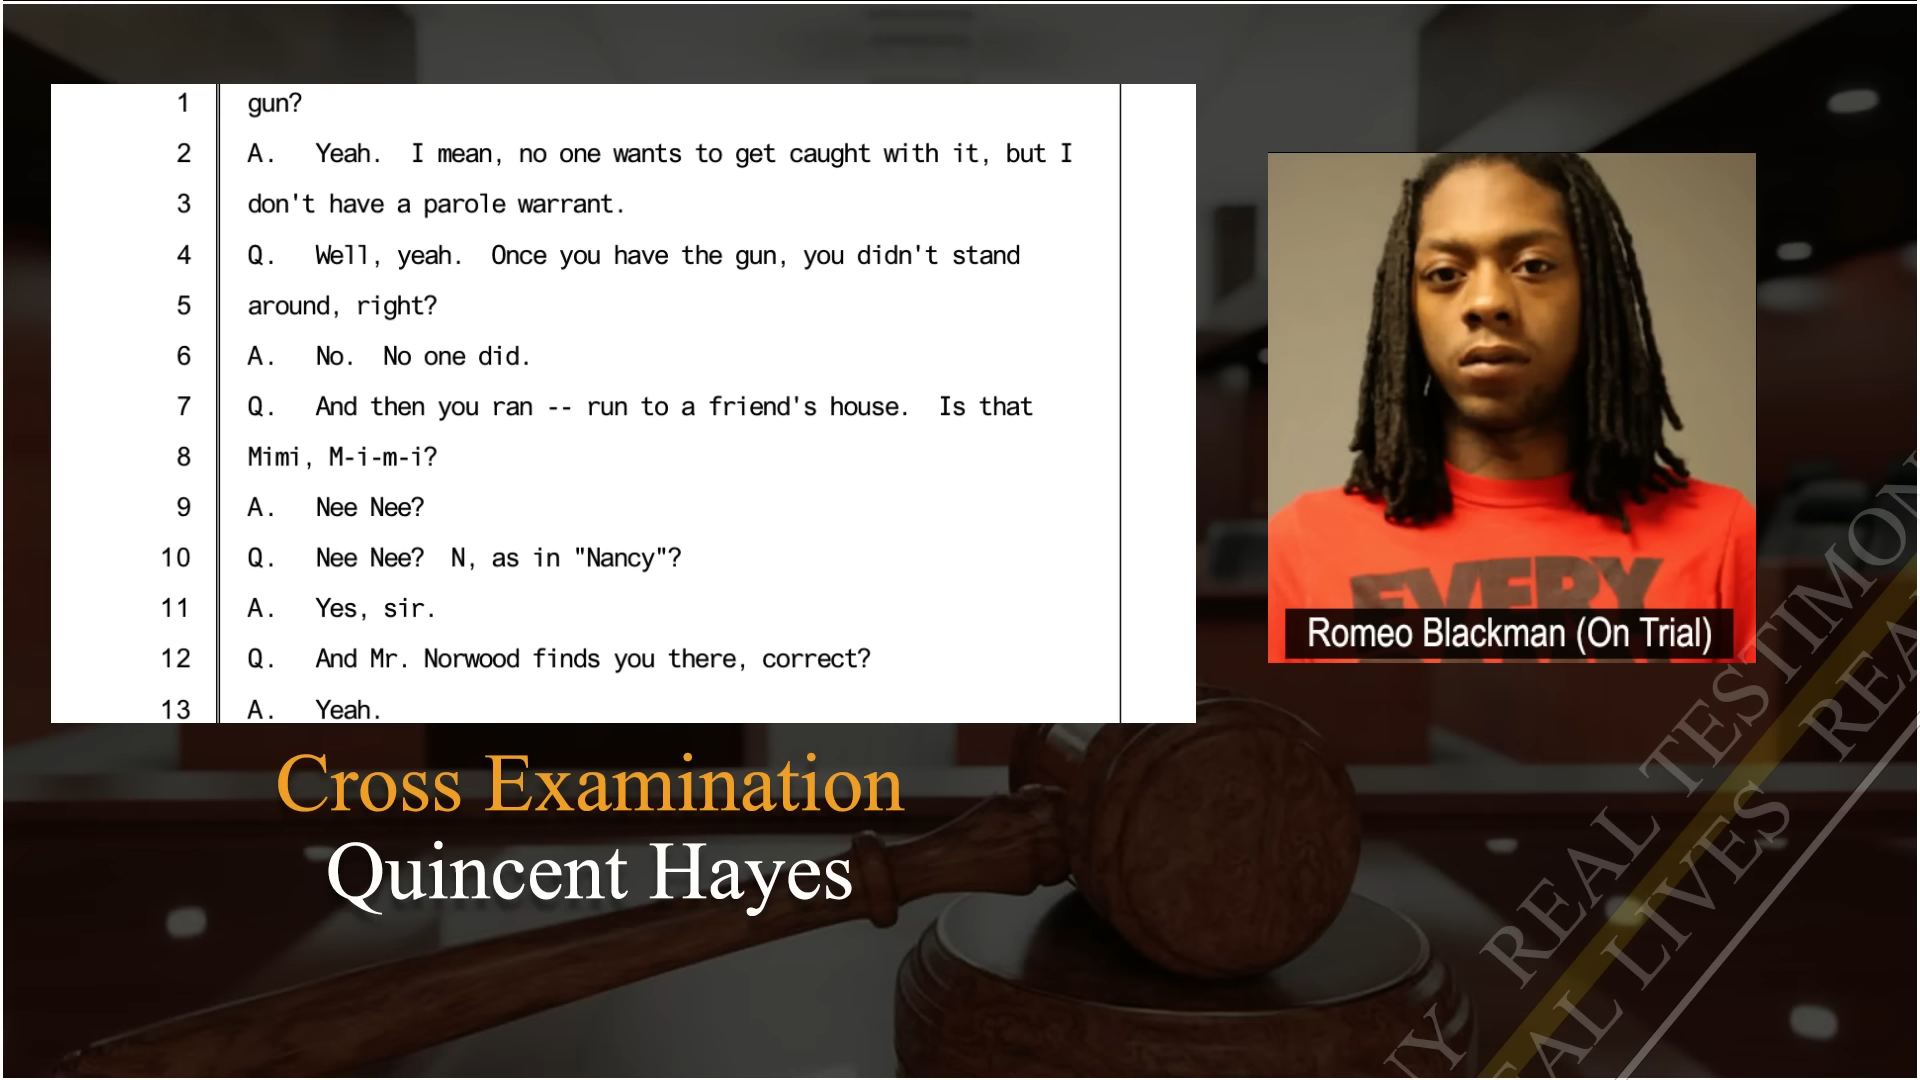 1 gun?
2 A. Yeah. I mean, no one wants to get caught with it, but I
3 don't have a parole warrant.
4 Q. Well, yeah. Once you have the gun, you didn't stand
5 around, right?
6 A. No. No one did.
7 Q. And then you ran -- run to a friend's house. Is that
8 Mimi, M-i-m-i?
9 A. Nee Nee?
10 Q. Nee Nee? N, as in "Nancy"?
11 A. Yes, sir.
12 Q. And Mr. Norwood finds you there, correct?
13 A. Yeah.
EVERY
Romeo Blackman (On Trial)
Cross Examination
Quincent Hayes
REAL TESTIMON
REAL LIVES